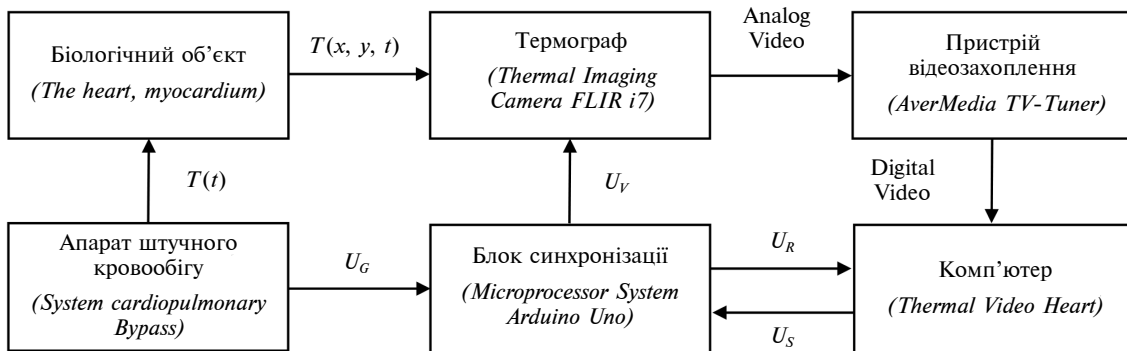 Біологічний об’єкт
(The heart, myocardium)
T(x, y, t)
Термограф
(Thermal Imaging
Camera FLIR i7)
Analog
Video
Пристрій
відеозахоплення
(AverMedia TV-Tuner)
T(t)
U_V
Digital
Video
Апарат штучного
кровообігу
(System cardiopulmonary
Bypass)
U_G
Блок синхронізації
(Microprocessor System
Arduino Uno)
U_R
U_S
Комп’ютер
(Thermal Video Heart)